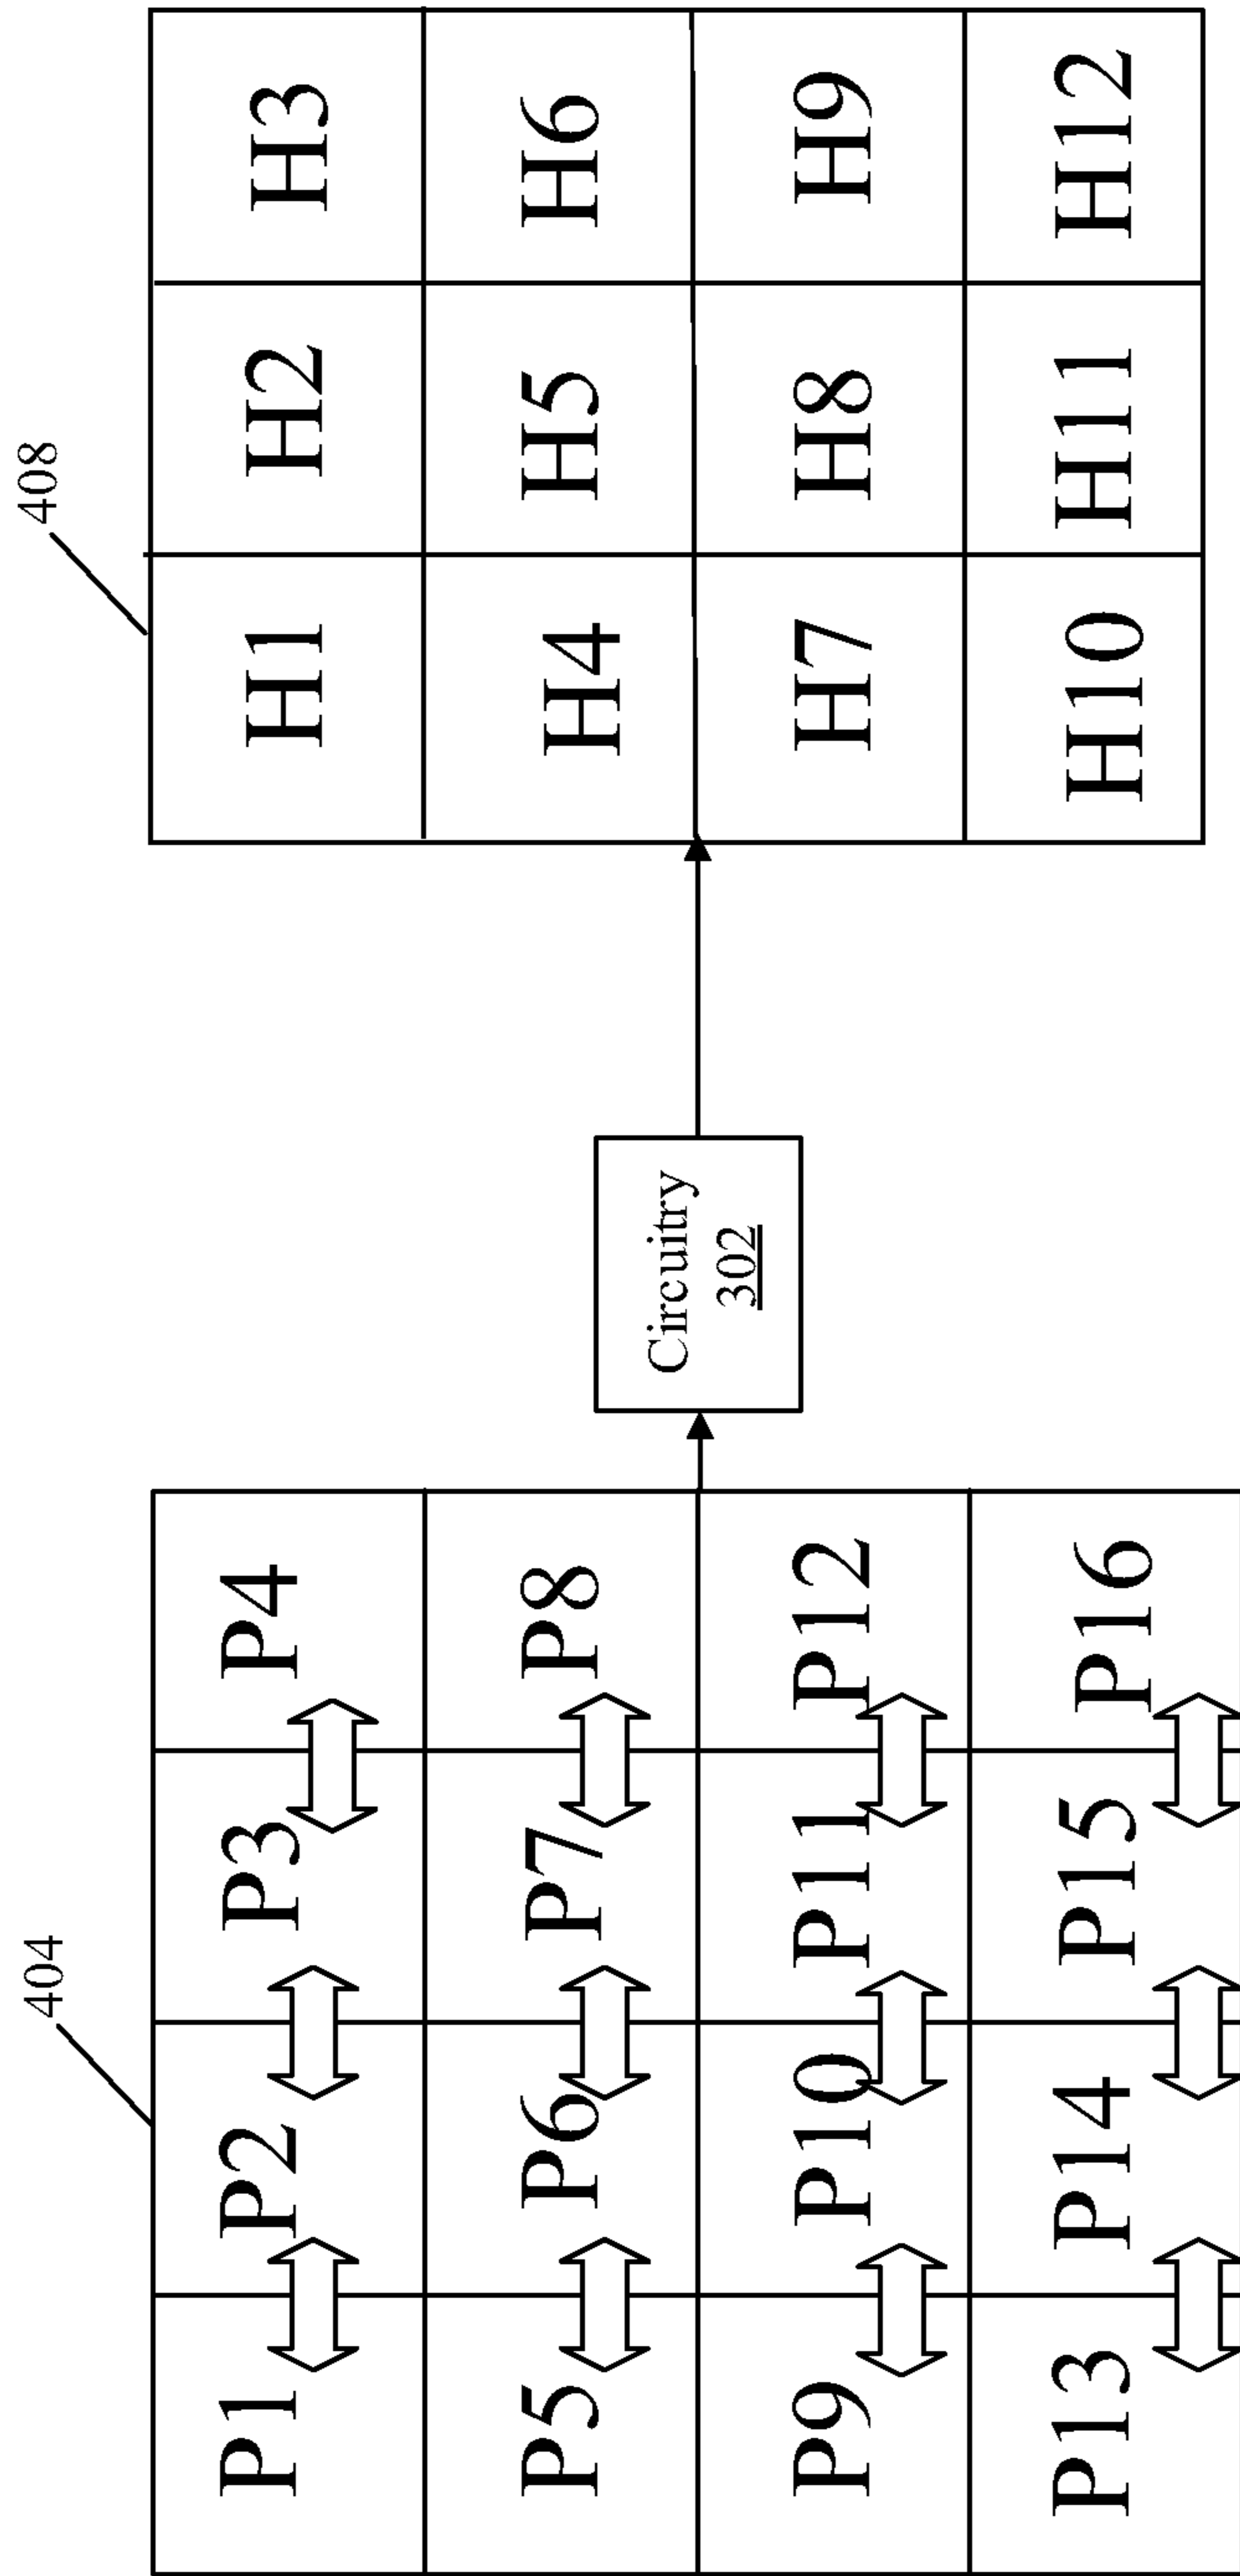 404
P1 P2 P3 P4
P5 P6 P7 P8
P9 P10 P11 P12
P13 P14 P15 P16
Circuitry
302
408
H1 H2 H3
H4 H5 H6
H7 H8 H9
H10 H11 H12